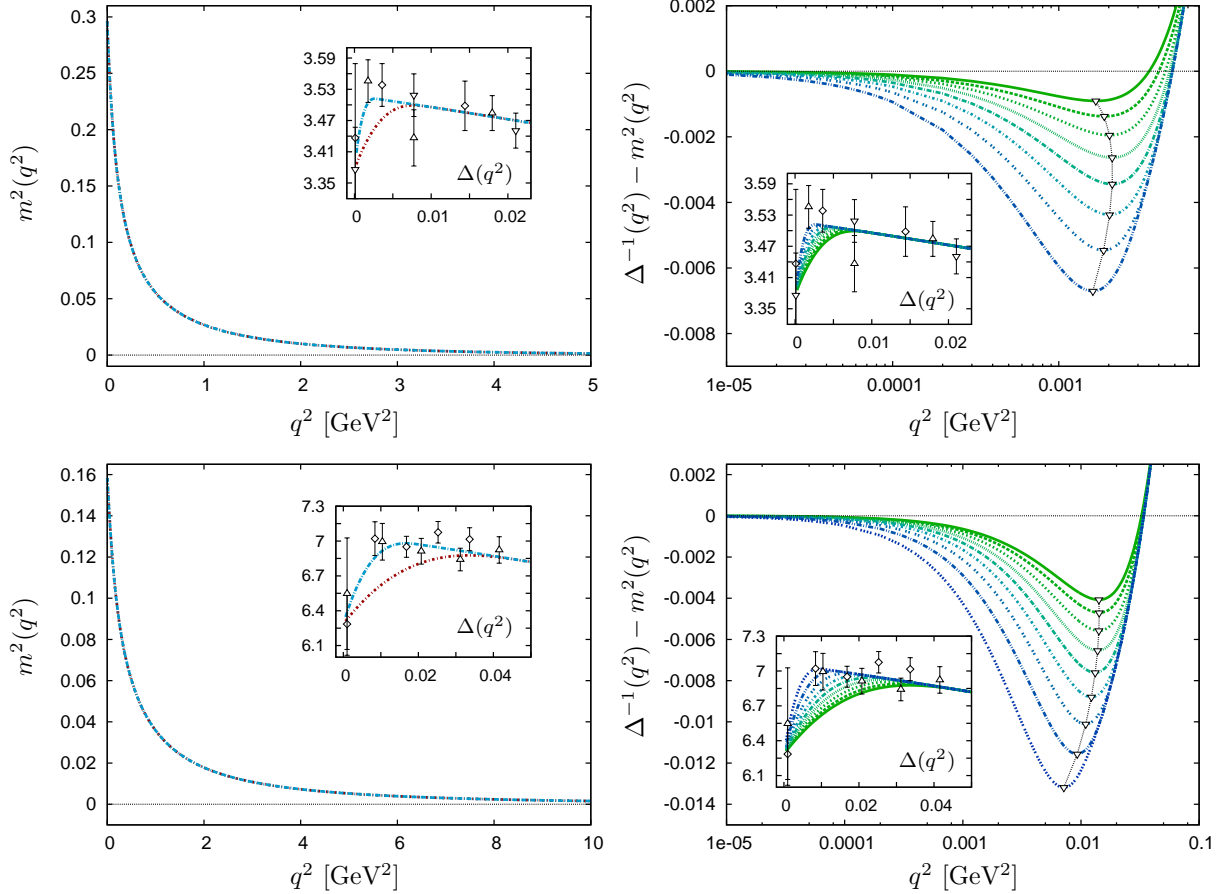 0.3
0.25
0.2
0.15
0.1
0.05
0
m²(q²)
0 1 2 3 4 5
q² [GeV²]
3.59
3.53
3.47
3.41
3.35
0 0.01 0.02
Δ(q²)
0.002
0
-0.002
-0.004
-0.006
-0.008
Δ⁻¹(q²) − m²(q²)
1e-05 0.0001 0.001
q² [GeV²]
3.59
3.53
3.47
3.41
3.35
0 0.01 0.02
Δ(q²)
0.16
0.14
0.12
0.1
0.08
0.06
0.04
0.02
0
m²(q²)
0 2 4 6 8 10
q² [GeV²]
7.3
7
6.7
6.4
6.1
0 0.02 0.04
Δ(q²)
0.002
0
-0.002
-0.004
-0.006
-0.008
-0.01
-0.012
-0.014
Δ⁻¹(q²) − m²(q²)
1e-05 0.0001 0.001 0.01 0.1
q² [GeV²]
7.3
7
6.7
6.4
6.1
0 0.02 0.04
Δ(q²)